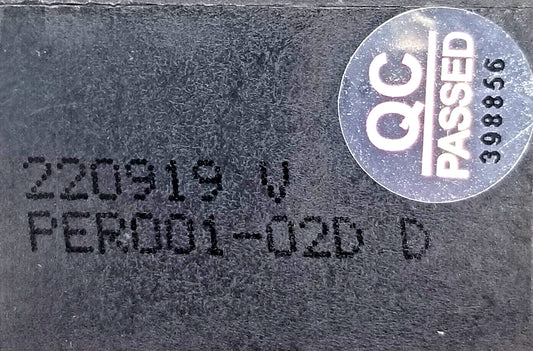 QC
PASSED
398856
220919 V
PER001-02D D